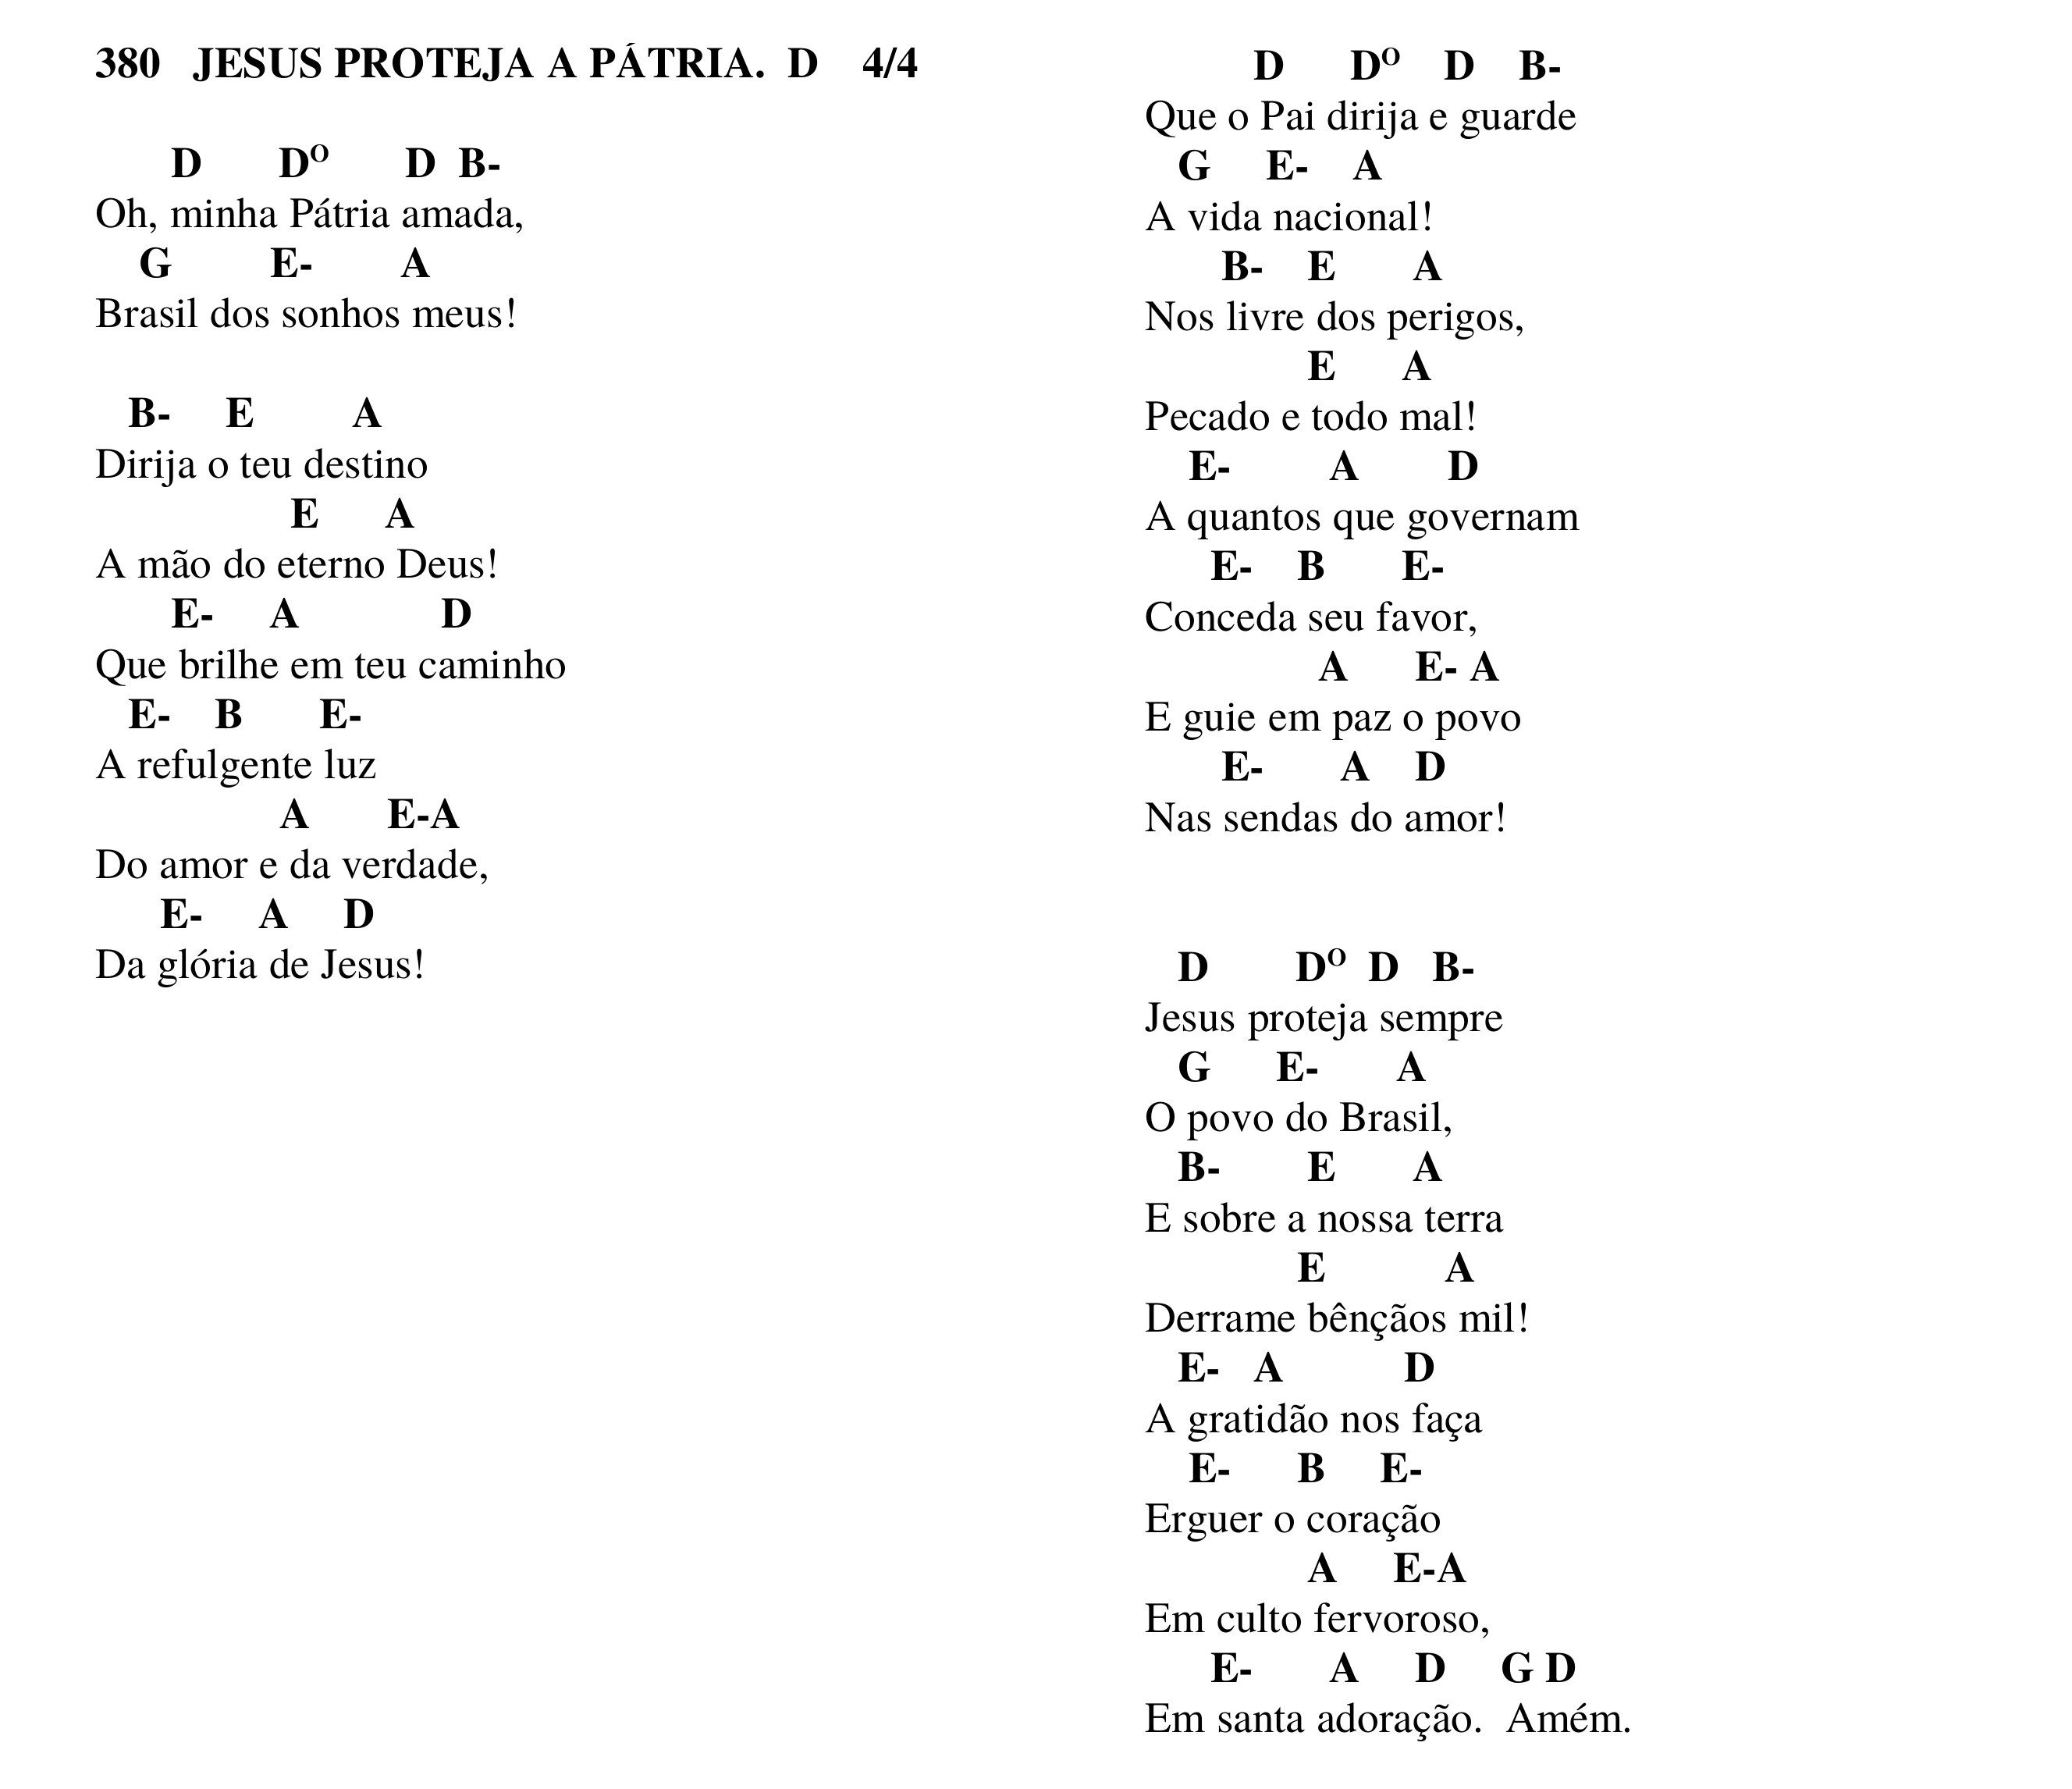 380 JESUS PROTEJA A PÁTRIA. D 4/4
D Dº D B-
Oh, minha Pátria amada,
G E- A
Brasil dos sonhos meus!
B- E A
Dirija o teu destino
E A
A mão do eterno Deus!
E- A D
Que brilhe em teu caminho
E- B E-
A refulgente luz
A E-A
Do amor e da verdade,
E- A D
Da glória de Jesus!
D Dº D B-
Que o Pai dirija e guarde
G E- A
A vida nacional!
B- E A
Nos livre dos perigos,
E A
Pecado e todo mal!
E- A D
A quantos que governam
E- B E-
Conceda seu favor,
A E- A
E guie em paz o povo
E- A D
Nas sendas do amor!
D Dº D B-
Jesus proteja sempre
G E- A
O povo do Brasil,
B- E A
E sobre a nossa terra
E A
Derrame bênçãos mil!
E- A D
A gratidão nos faça
E- B E-
Erguer o coração
A E-A
Em culto fervoroso,
E- A D G D
Em santa adoração. Amém.